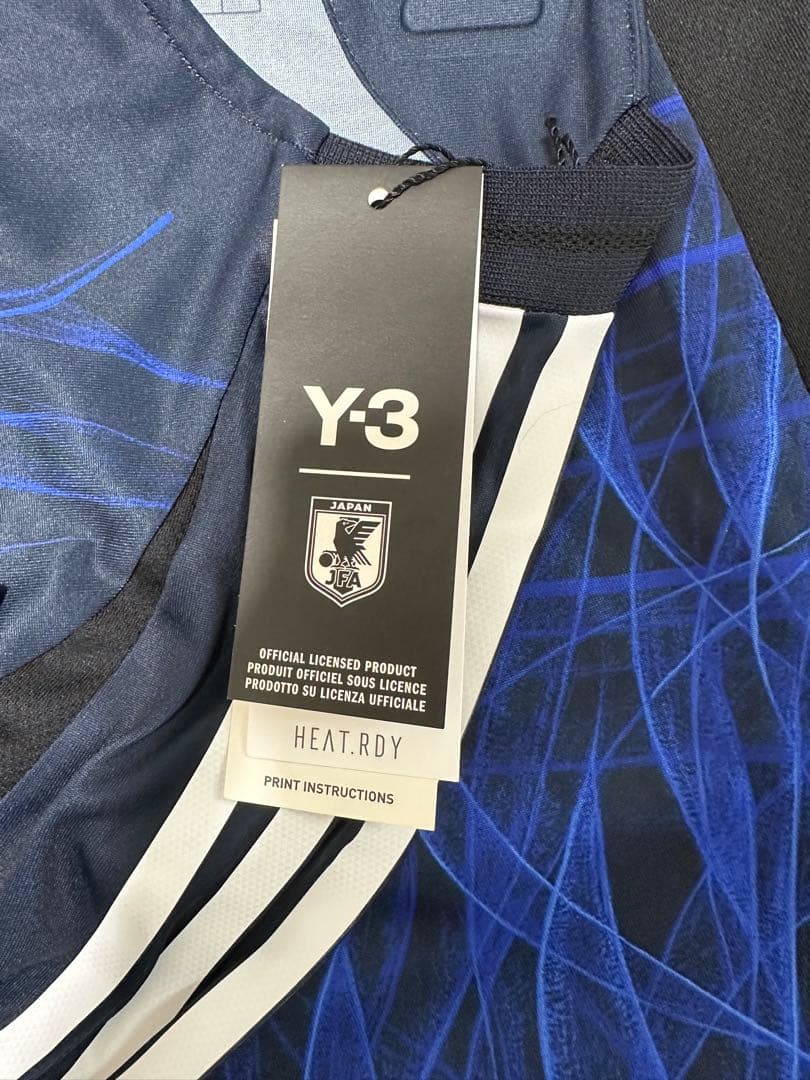 Y-3
JAPAN
JFA
OFFICIAL LICENSED PRODUCT
PRODUIT OFFICIEL SOUS LICENCE
PRODOTTO SU LICENZA UFFICIALE
HEAT.RDY
PRINT INSTRUCTIONS